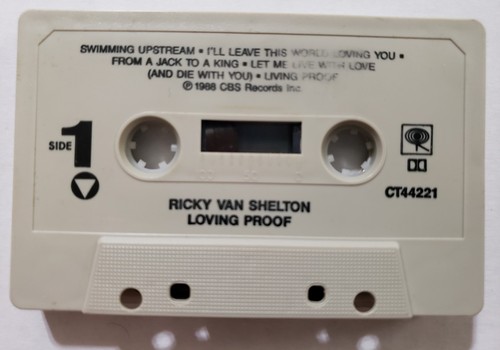 SWIMMING UPSTREAM • I'LL LEAVE THIS WORLD LOVING YOU •
FROM A JACK TO A KING • LET ME LIVE WITH LOVE
(AND DIE WITH YOU) • LIVING PROOF
℗ 1988 CBS Records Inc.
SIDE 1
CT44221
RICKY VAN SHELTON
LOVING PROOF